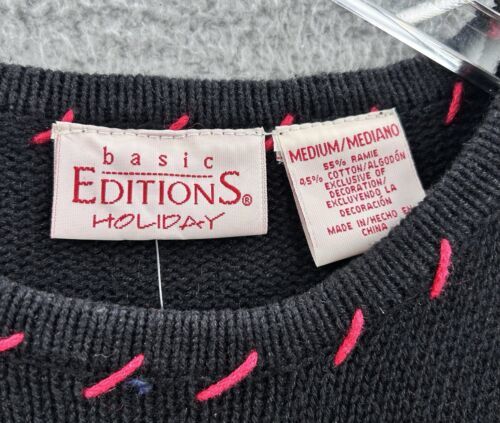 basic
EDITIONS®
HOLIDAY
MEDIUM/MEDIANO
55% RAMIE
45% COTTON/ALGODÓN
EXCLUSIVE OF
DECORATION/
EXCLUYENDO LA
DECORACIÓN
MADE IN/HECHO EN
CHINA